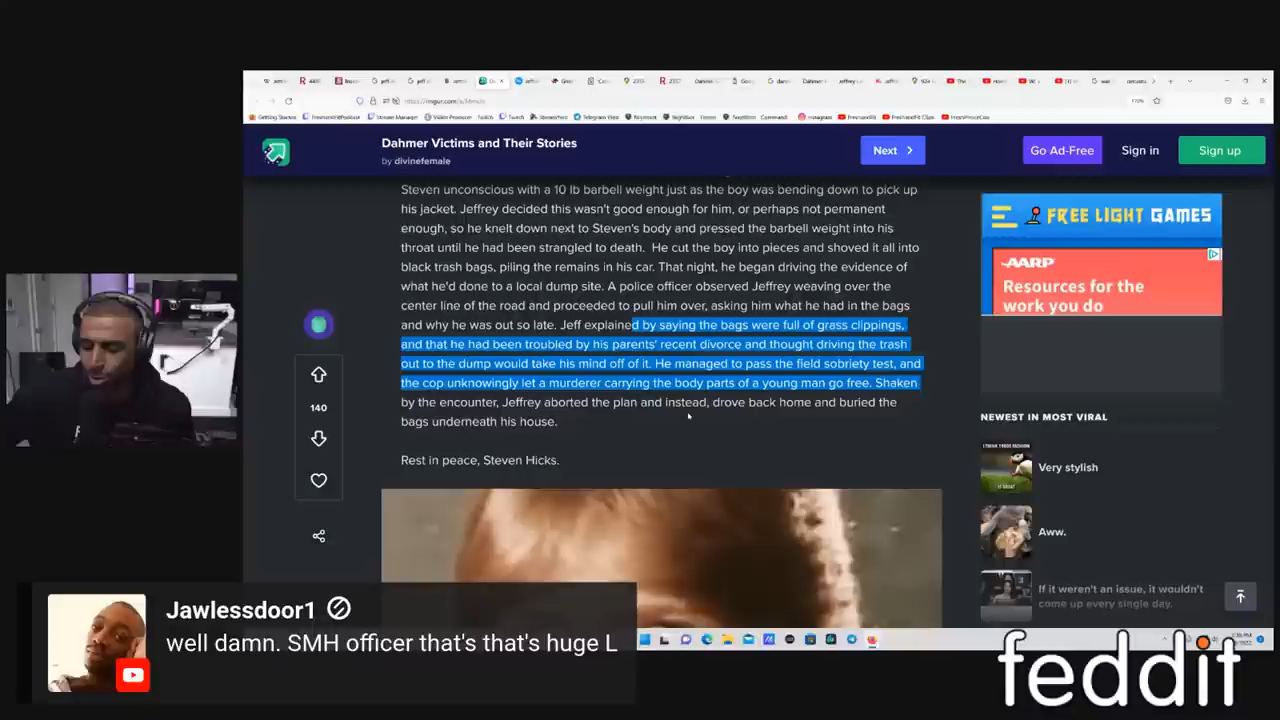 https://imgur.com/a/
Getting Started
Stream Manager
Twitch
Streamlabs
Telegram Web
Instagram
170%
Dahmer Victims and Their Stories
by divinefemale
Next
Go Ad-Free
Sign in
Sign up
Steven unconscious with a 10 lb barbell weight just as the boy was bending down to pick up
his jacket. Jeffrey decided this wasn't good enough for him, or perhaps not permanent
enough, so he knelt down next to Steven's body and pressed the barbell weight into his
throat until he had been strangled to death. He cut the boy into pieces and shoved it all into
black trash bags, piling the remains in his car. That night, he began driving the evidence of
what he'd done to a local dump site. A police officer observed Jeffrey weaving over the
center line of the road and proceeded to pull him over, asking him what he had in the bags
and why he was out so late. Jeff explained by saying the bags were full of grass clippings,
and that he had been troubled by his parents' recent divorce and thought driving the trash
out to the dump would take his mind off of it. He managed to pass the field sobriety test, and
the cop unknowingly let a murderer carrying the body parts of a young man go free. Shaken
by the encounter, Jeffrey aborted the plan and instead, drove back home and buried the
bags underneath his house.
Rest in peace, Steven Hicks.
140
FREE LIGHT GAMES
AARP
Resources for the
work you do
NEWEST IN MOST VIRAL
Very stylish
Aww.
If it weren't an issue, it wouldn't
come up every single day.
Jawlessdoor1
well damn. SMH officer that's that's huge L
feddit